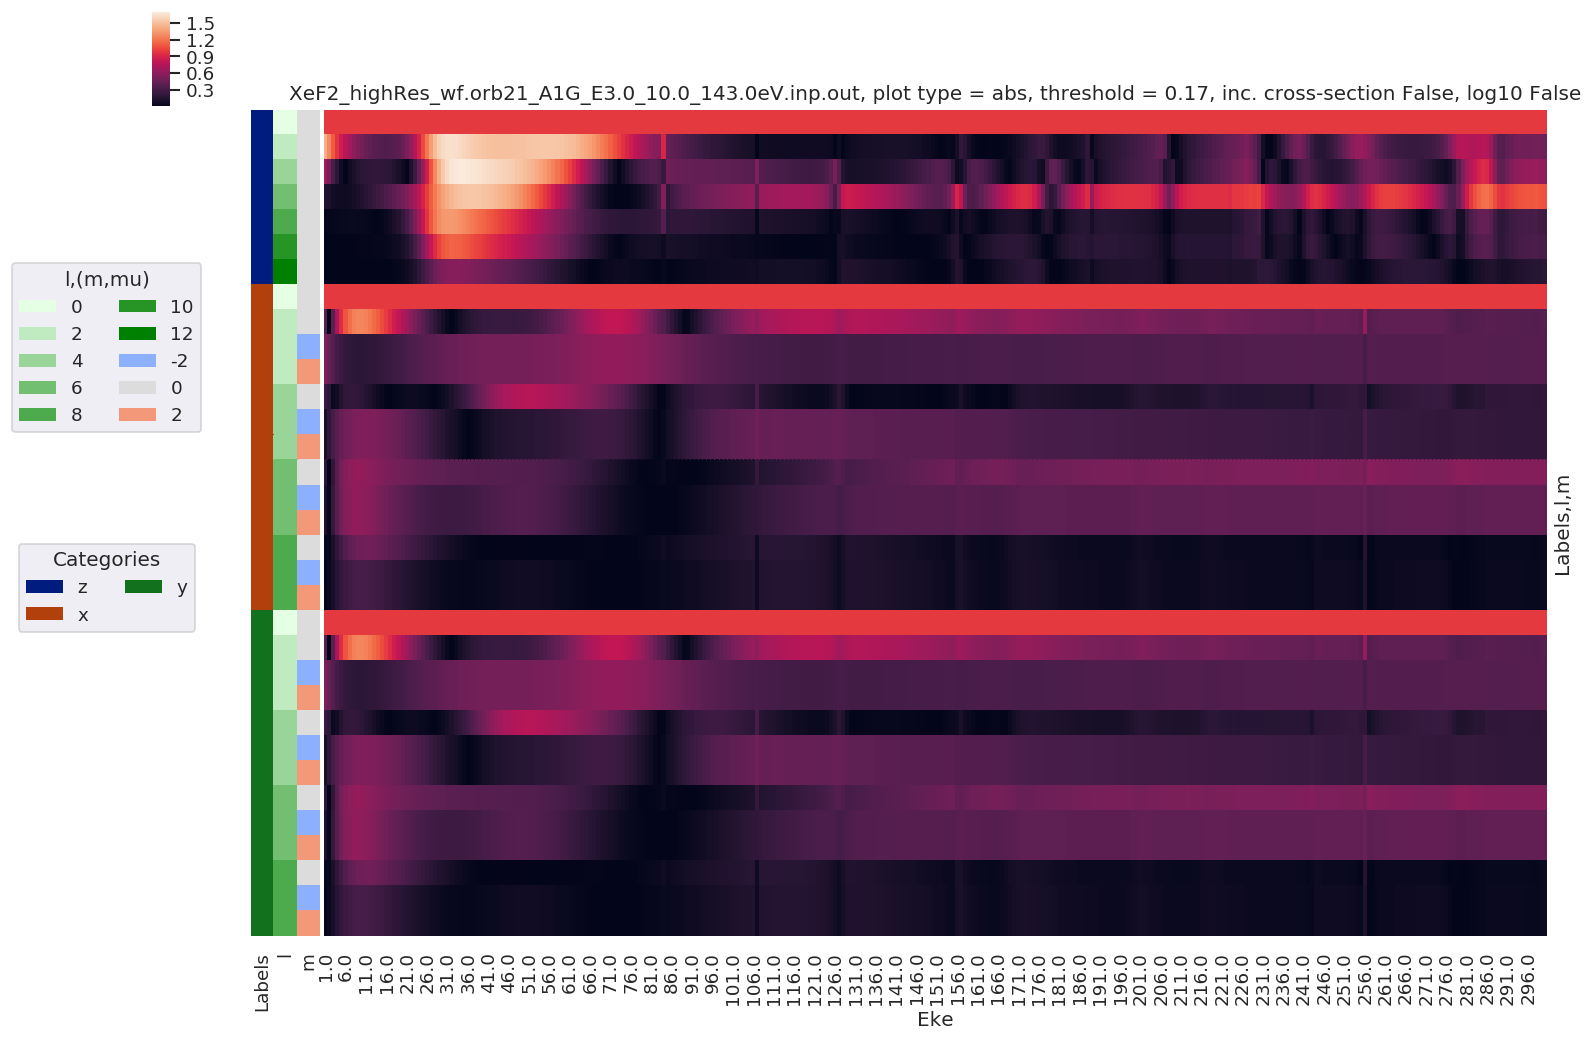 1.5
1.2
0.9
0.6
0.3
XeF2_highRes_wf.orb21_A1G_E3.0_10.0_143.0eV.inp.out, plot type = abs, threshold = 0.17, inc. cross-section False, log10 False
l,(m,mu)
0 10
2 12
4 -2
6 0
8 2
Categories
z y
x
Labels,l,m
Labels l m
1.0 6.0 11.0 16.0 21.0 26.0 31.0 36.0 41.0 46.0 51.0 56.0 61.0 66.0 71.0 76.0 81.0 86.0 91.0 96.0 101.0 106.0 111.0 116.0 121.0 126.0 131.0 136.0 141.0 146.0 151.0 156.0 161.0 166.0 171.0 176.0 181.0 186.0 191.0 196.0 201.0 206.0 211.0 216.0 221.0 226.0 231.0 236.0 241.0 246.0 251.0 256.0 261.0 266.0 271.0 276.0 281.0 286.0 291.0 296.0
Eke